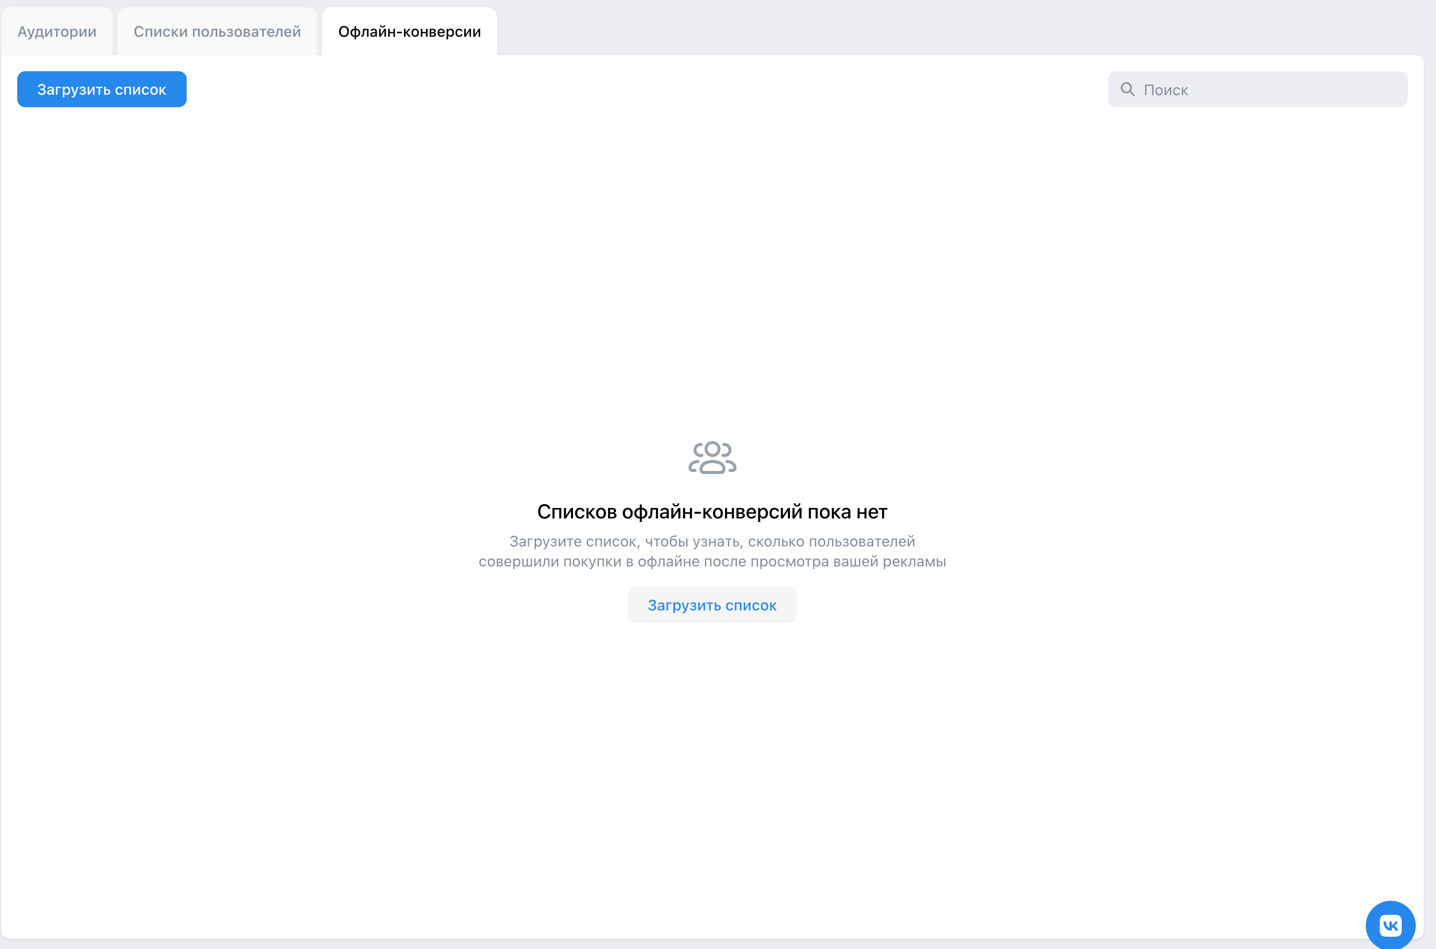 Аудитории
Списки пользователей
Офлайн-конверсии
Загрузить список
Поиск
Списков офлайн-конверсий пока нет
Загрузите список, чтобы узнать, сколько пользователей
совершили покупки в офлайне после просмотра вашей рекламы
Загрузить список